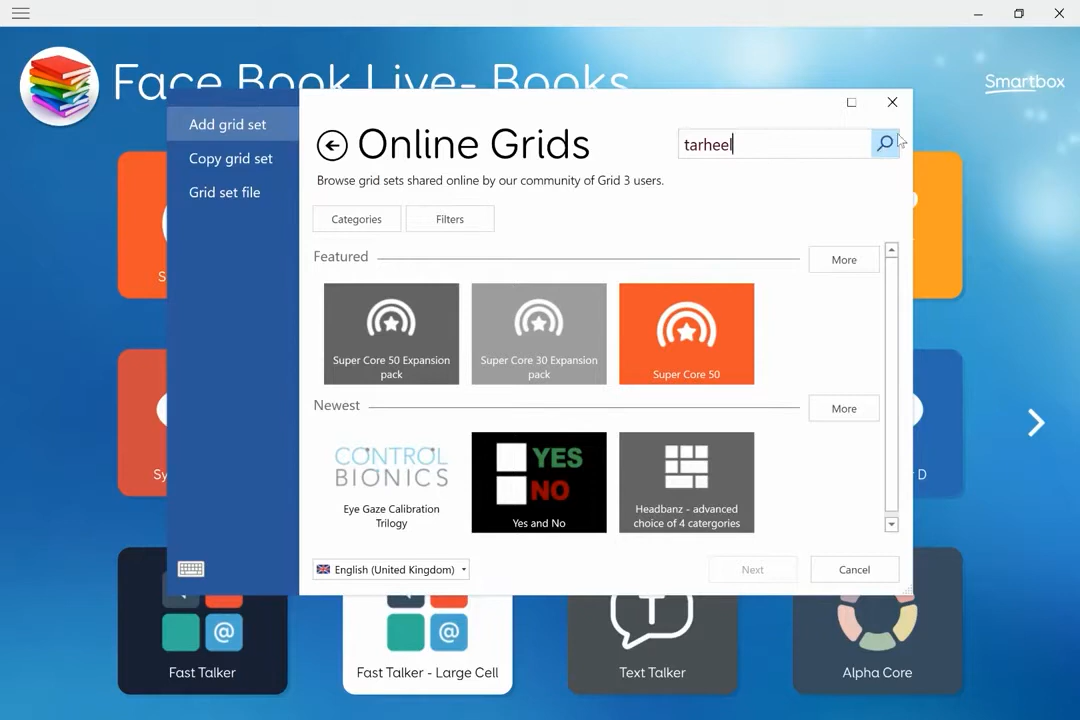 Face Book Live- Books
Smartbox
Add grid set
Copy grid set
Grid set file
Online Grids
tarheel
Browse grid sets shared online by our community of Grid 3 users.
Categories
Filters
Featured
More
Super Core 50 Expansion
pack
Super Core 30 Expansion
pack
Super Core 50
Newest
More
CONTROL
BIONICS
Eye Gaze Calibration
Trilogy
YES
NO
Yes and No
Headbanz - advanced
choice of 4 catergories
English (United Kingdom)
Next
Cancel
S
Sy
D
@
Fast Talker
@
Fast Talker - Large Cell
T
Text Talker
Alpha Core